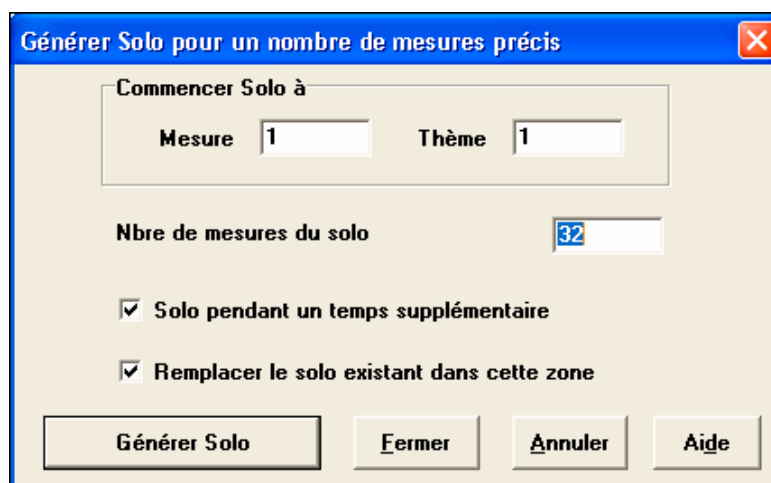 Générer Solo pour un nombre de mesures précis
Commencer Solo à
Mesure 1 Thème 1
Nbre de mesures du solo 32
Solo pendant un temps supplémentaire
Remplacer le solo existant dans cette zone
Générer Solo Fermer Annuler Aide